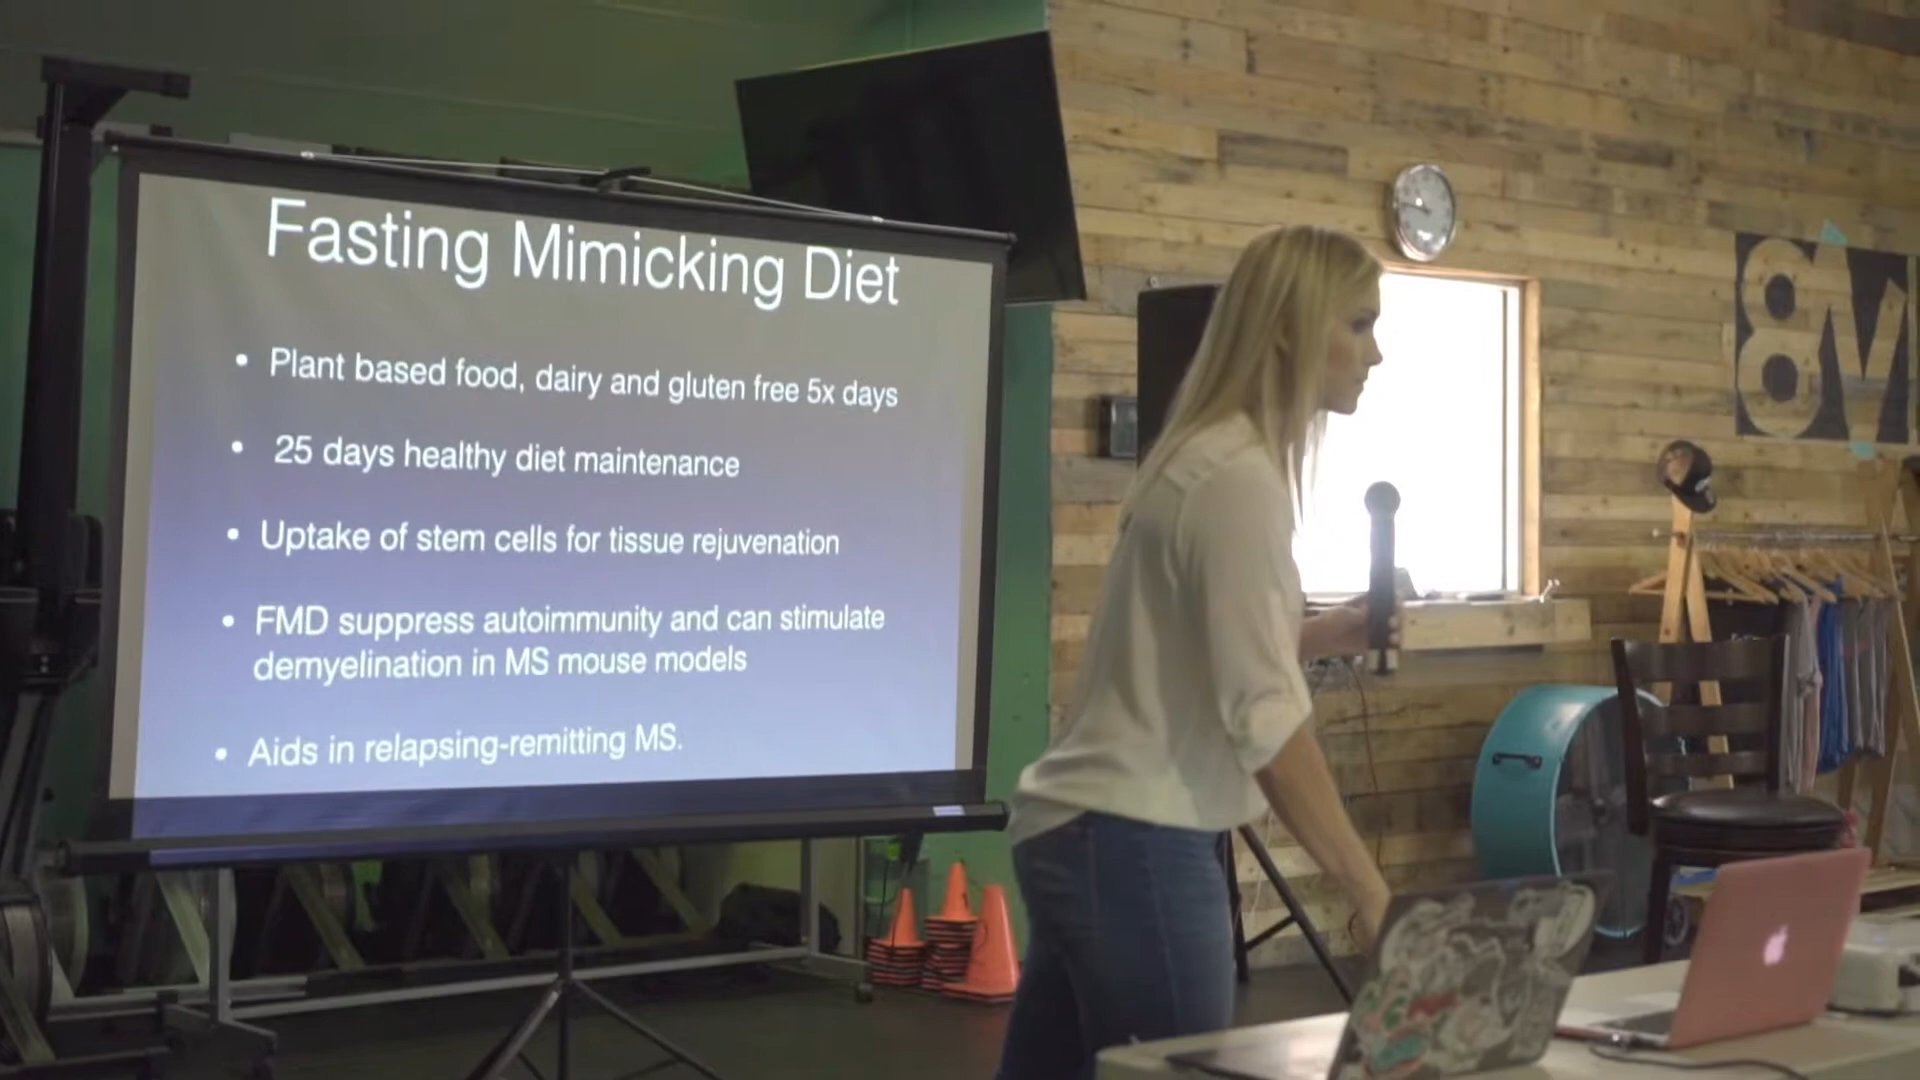 Fasting Mimicking Diet
• Plant based food, dairy and gluten free 5x days
• 25 days healthy diet maintenance
• Uptake of stem cells for tissue rejuvenation
• FMD suppress autoimmunity and can stimulate
demyelination in MS mouse models
• Aids in relapsing-remitting MS.